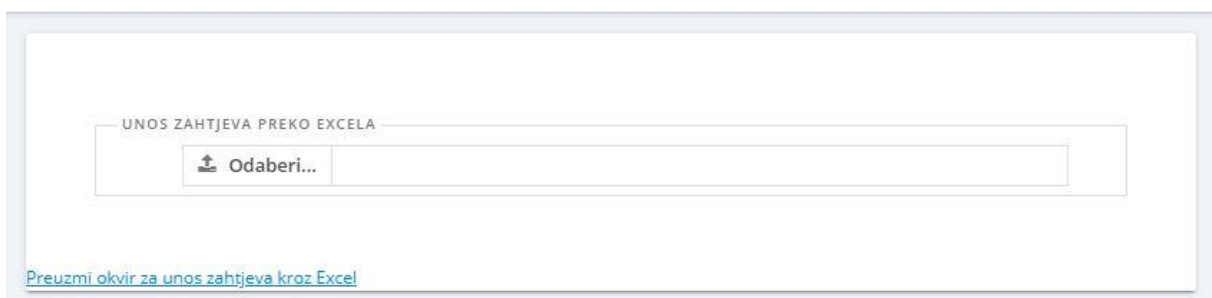 UNOS ZAHTJEVA PREKO EXCELA
Odaberi...
Preuzmi okvir za unos zahtjeva kroz Excel